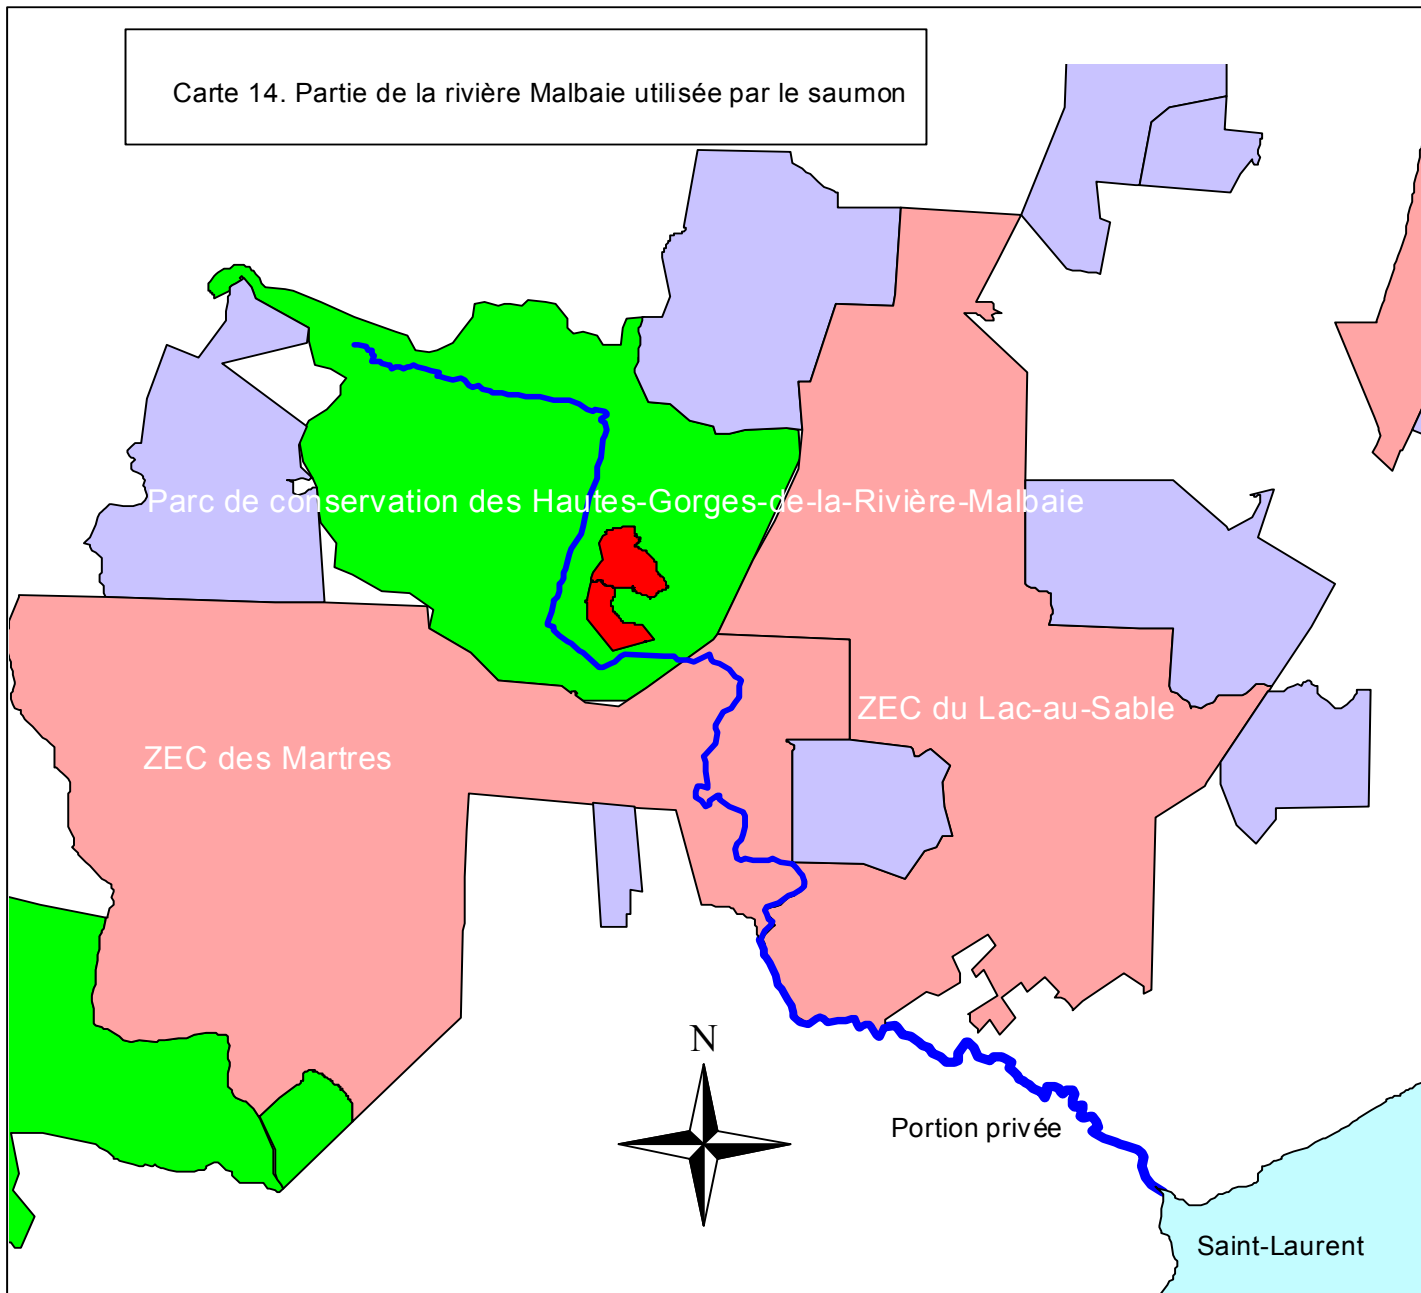 Carte 14. Partie de la rivière Malbaie utilisée par le saumon
Parc de conservation des Hautes-Gorges-de-la-Rivière-Malbaie
ZEC du Lac-au-Sable
ZEC des Martres
N
Portion privée
Saint-Laurent